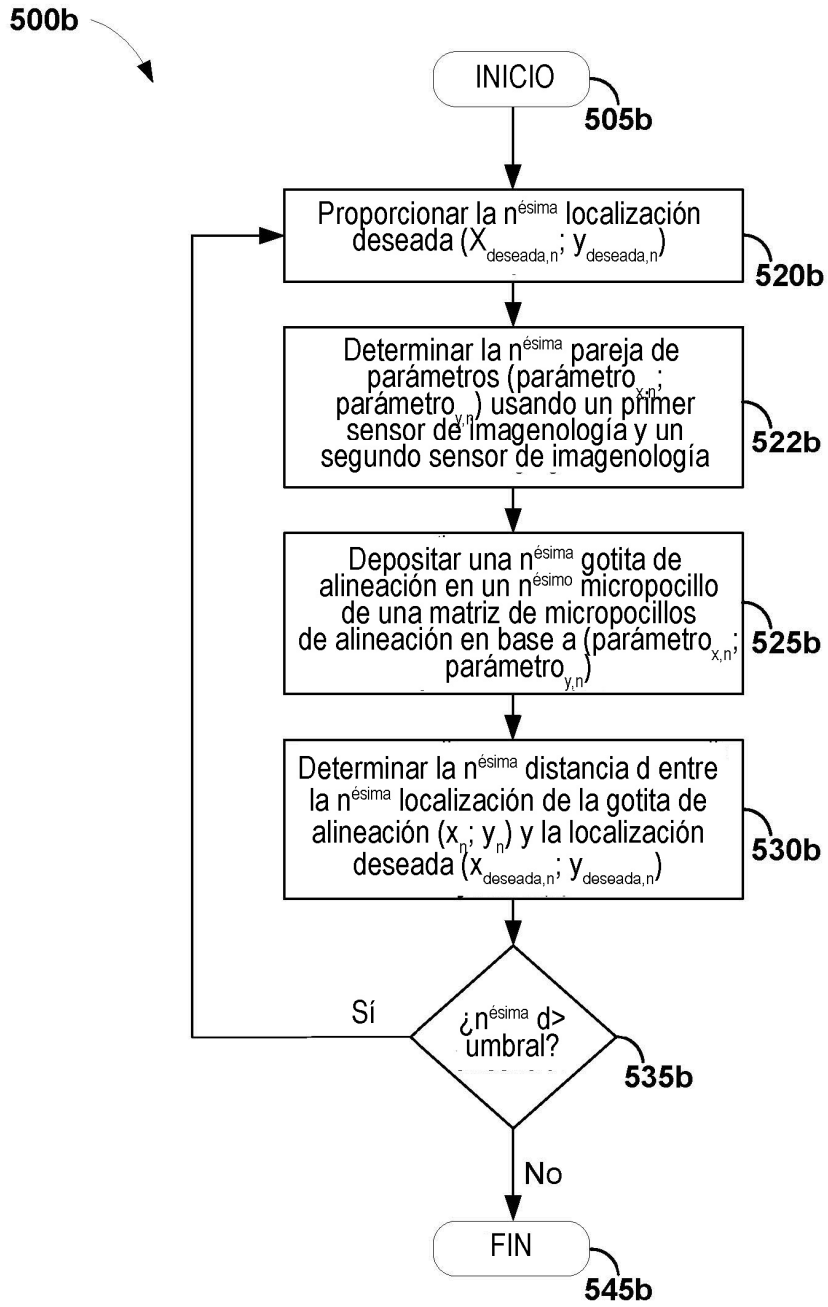 500b
INICIO
505b
Proporcionar la nésima localización
deseada (Xdeseada,n; ydeseada,n)
520b
Determinar la nésima pareja de
parámetros (parámetrox,n;
parámetroy,n) usando un primer
sensor de imagenología y un
segundo sensor de imagenología
522b
Depositar una nésima gotita de
alineación en un nésimo micropocillo
de una matriz de micropocillos
de alineación en base a (parámetrox,n;
parámetroy,n)
525b
Determinar la nésima distancia d entre
la nésima localización de la gotita de
alineación (xn; yn) y la localización
deseada (xdeseada,n; ydeseada,n)
530b
Sí
¿nésima d>
umbral?
535b
No
FIN
545b